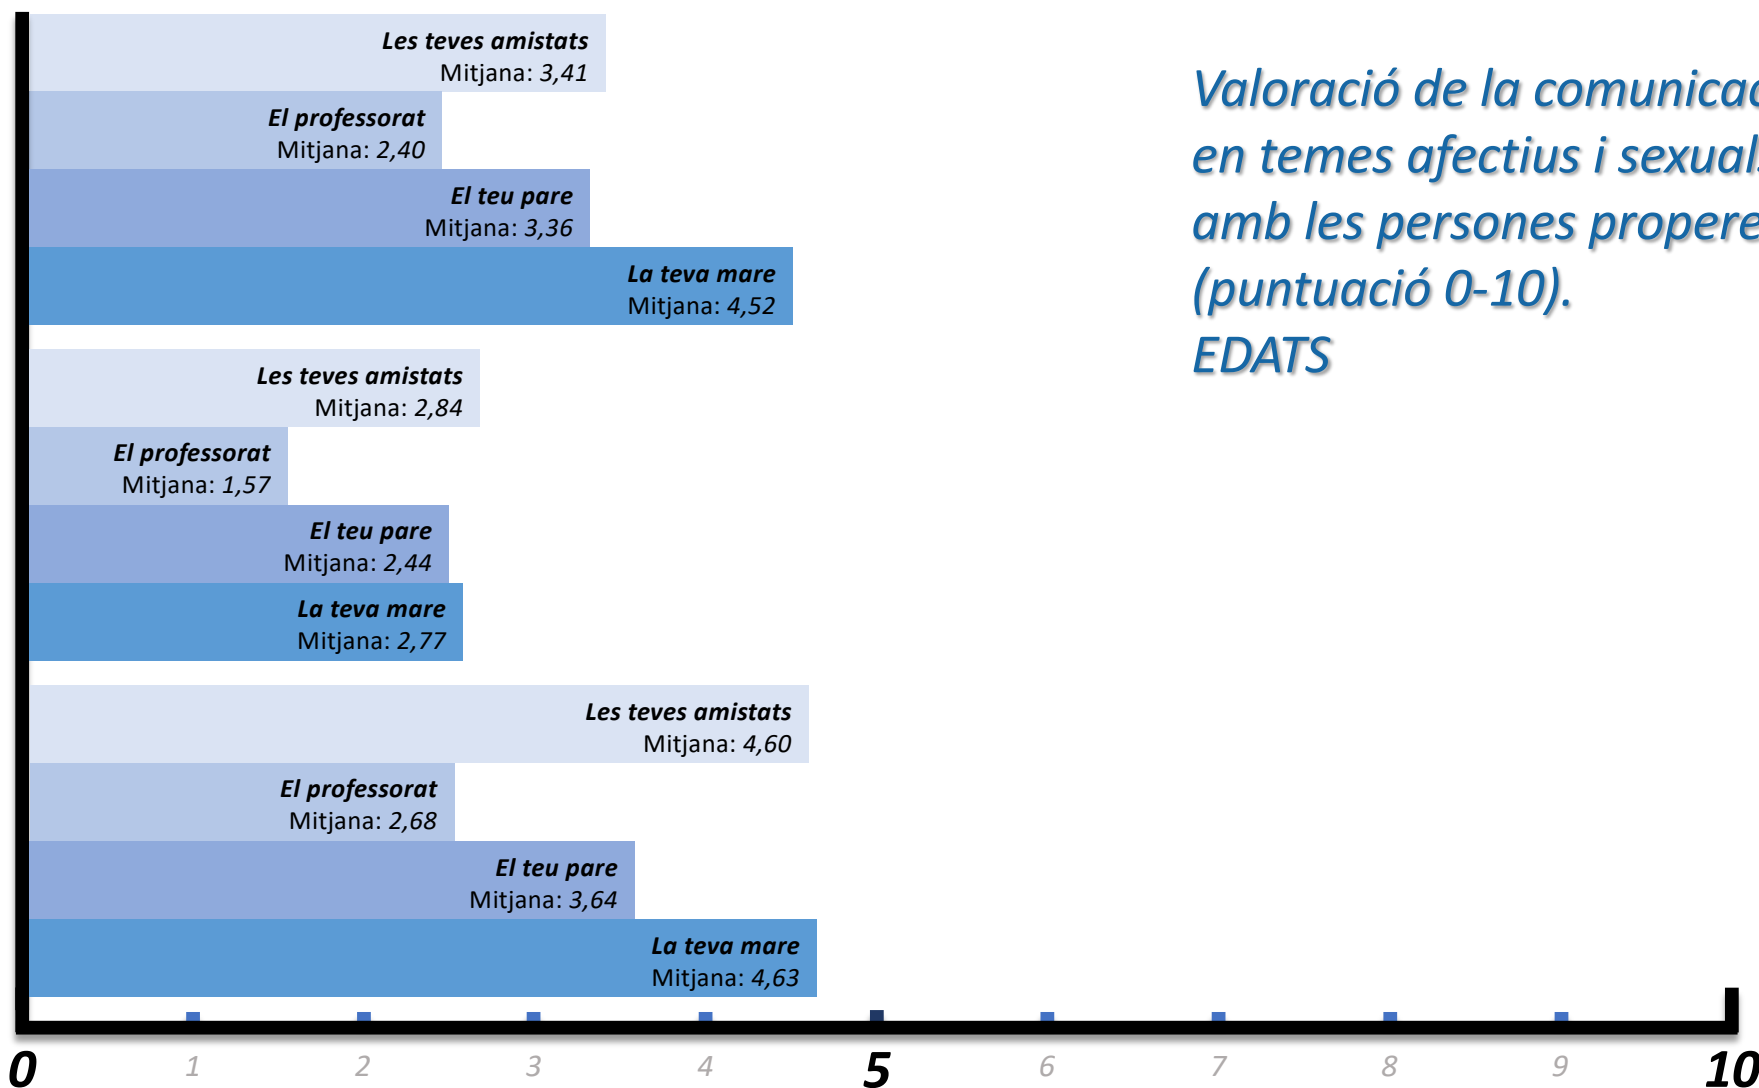 Les teves amistats
Mitjana: 3,41
El professorat
Mitjana: 2,40
El teu pare
Mitjana: 3,36
La teva mare
Mitjana: 4,52
Valoració de la comunicac
en temes afectius i sexuals
amb les persones propere
(puntuació 0-10).
EDATS
Les teves amistats
Mitjana: 2,84
El professorat
Mitjana: 1,57
El teu pare
Mitjana: 2,44
La teva mare
Mitjana: 2,77
Les teves amistats
Mitjana: 4,60
El professorat
Mitjana: 2,68
El teu pare
Mitjana: 3,64
La teva mare
Mitjana: 4,63
0 1 2 3 4 5 6 7 8 9 10